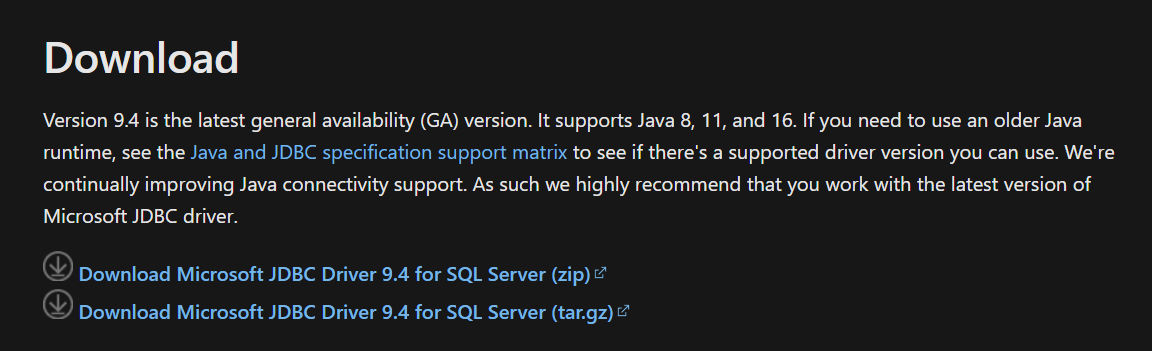 Download
Version 9.4 is the latest general availability (GA) version. It supports Java 8, 11, and 16. If you need to use an older Java
runtime, see the Java and JDBC specification support matrix to see if there's a supported driver version you can use. We're
continually improving Java connectivity support. As such we highly recommend that you work with the latest version of
Microsoft JDBC driver.
Download Microsoft JDBC Driver 9.4 for SQL Server (zip)
Download Microsoft JDBC Driver 9.4 for SQL Server (tar.gz)